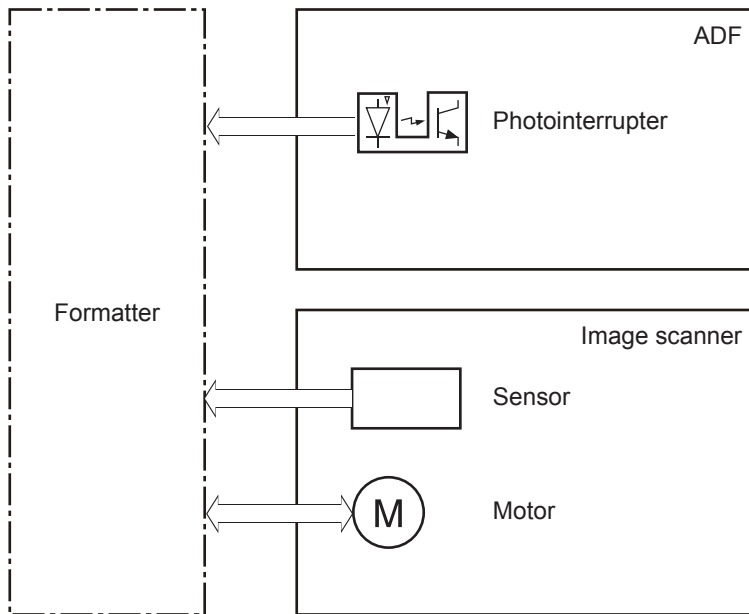 ADF
Photointerrupter
Formatter
Image scanner
Sensor
M
Motor